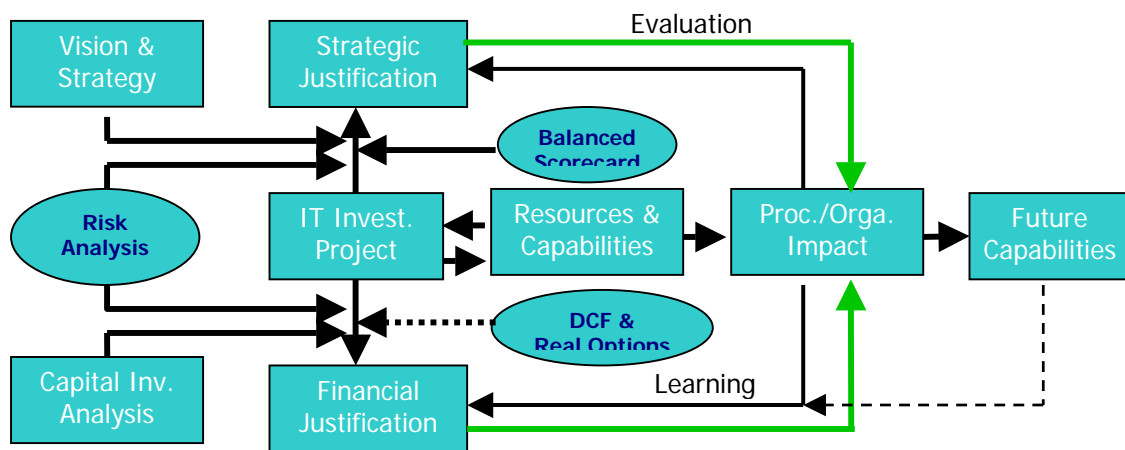 Evaluation
Vision &
Strategy
Strategic
Justification
Balanced
Scorecard
Risk
Analysis
IT Invest.
Project
Resources &
Capabilities
Proc./Orga.
Impact
Future
Capabilities
DCF &
Real Options
Capital Inv.
Analysis
Financial
Justification
Learning